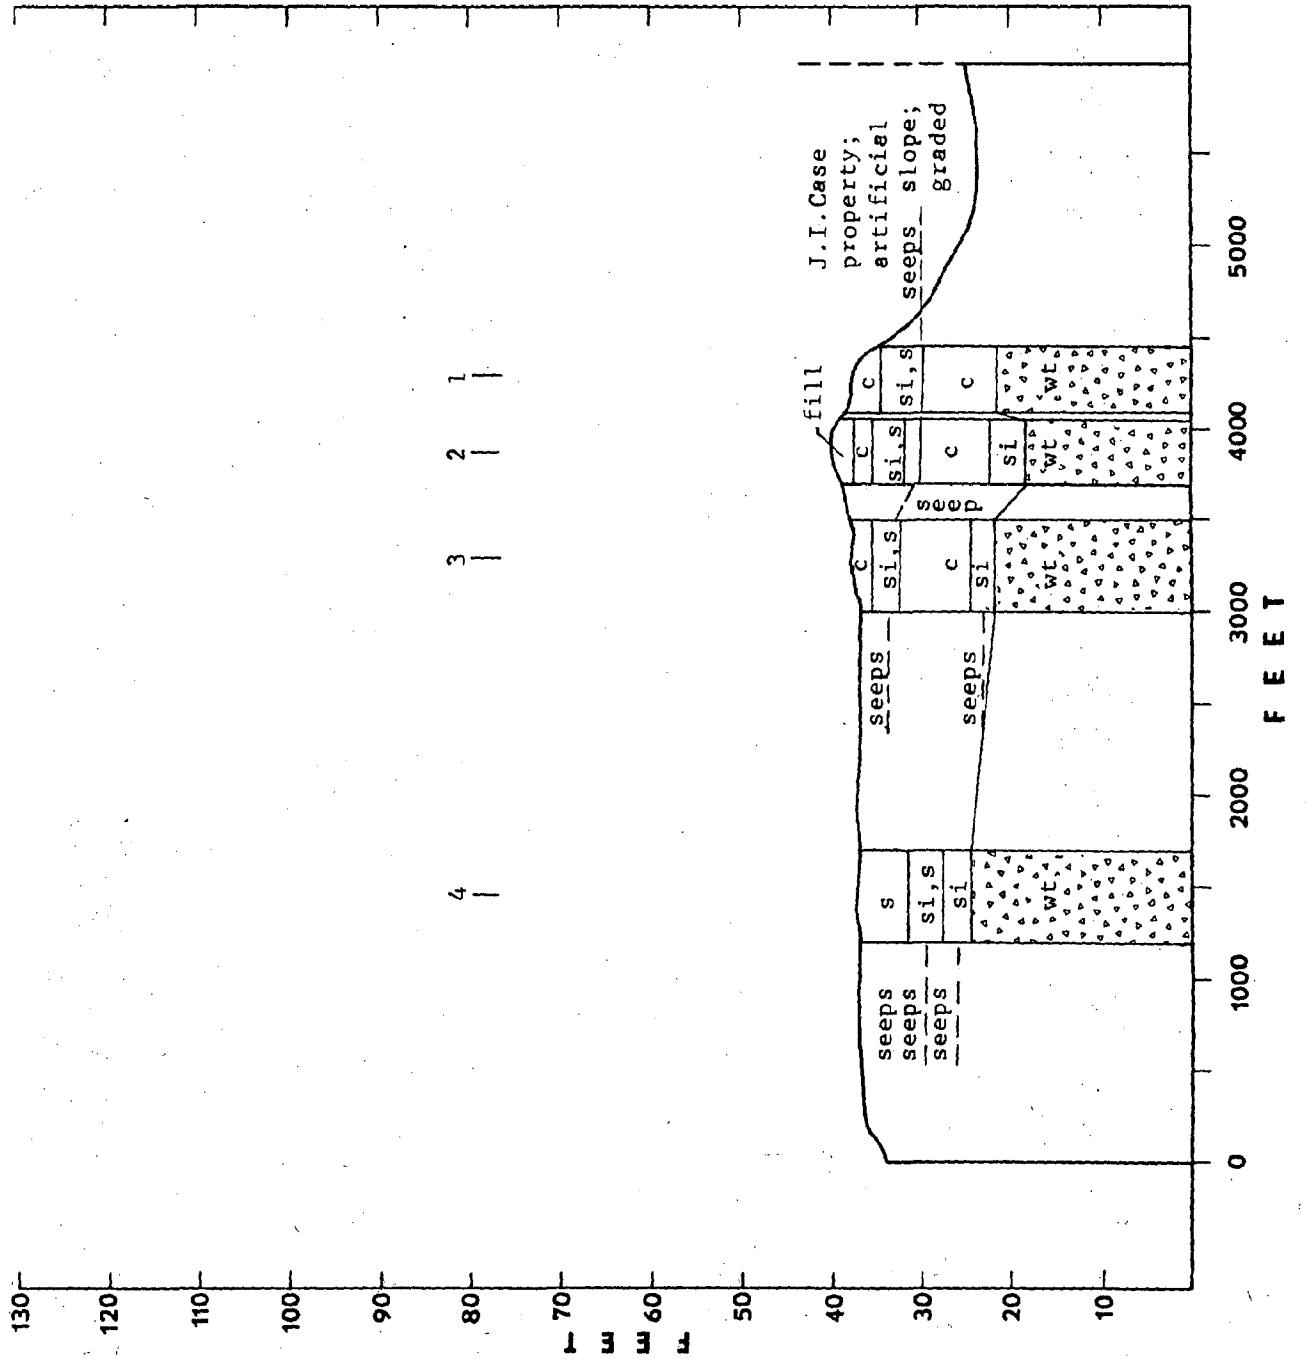 130
120
110
100
90
80
70
60
50
40
30
20
10
FEET
4
3
2
1
fill
J.I.Case
property;
artificial
seeps slope;
graded
seeps
seeps
seeps
s
si,s
si
wt
seeps
seeps
c
si,s
c
si
wt
seep
c
si,s
c
si
wt
c
si,s
c
wt
0
1000
2000
3000
4000
5000
FEET